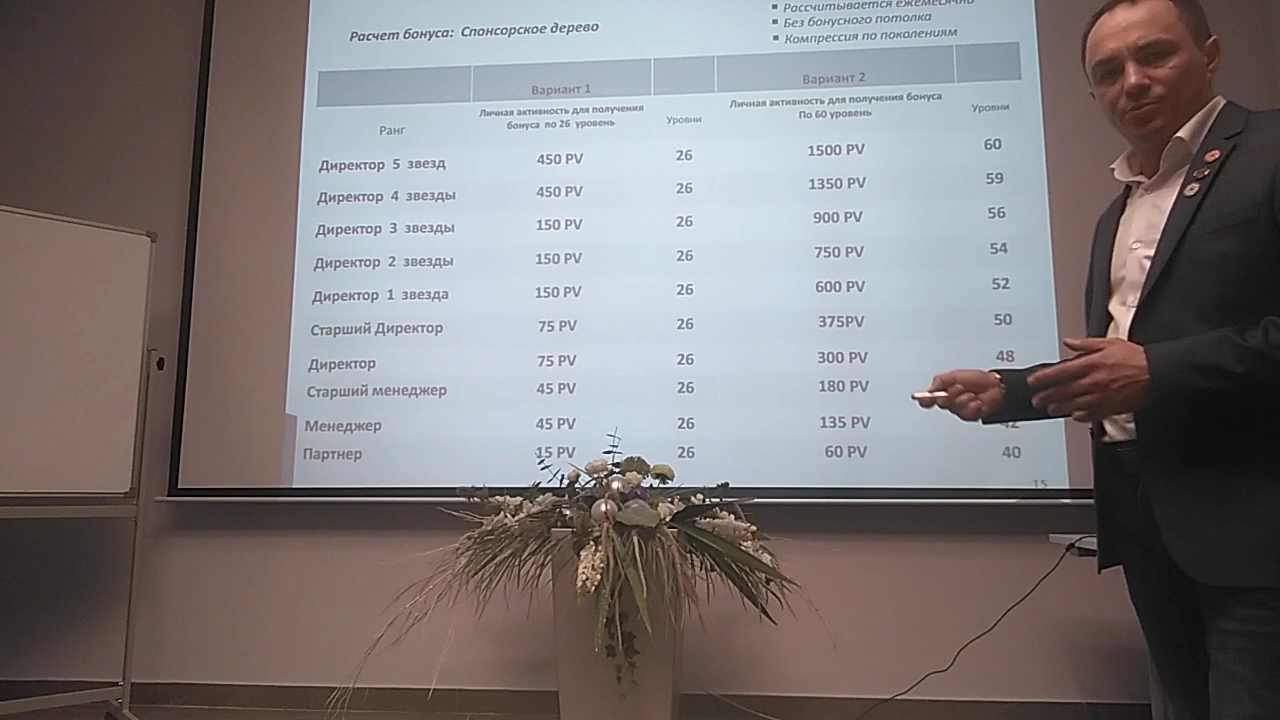 Рассчитывается ежемесячно
Без бонусного потолка
Компрессия по поколениям
Расчет бонуса: Спонсорское дерево
Вариант 1 Вариант 2
Ранг Личная активность для получения бонуса по 26 уровень Уровни Личная активность для получения бонуса По 60 уровень Уровни
Директор 5 звезд 450 PV 26 1500 PV 60
Директор 4 звезды 450 PV 26 1350 PV 59
Директор 3 звезды 150 PV 26 900 PV 56
Директор 2 звезды 150 PV 26 750 PV 54
Директор 1 звезда 150 PV 26 600 PV 52
Старший Директор 75 PV 26 375PV 50
Директор 75 PV 26 300 PV 48
Старший менеджер 45 PV 26 180 PV
Менеджер 45 PV 26 135 PV 42
Партнер 15 PV 26 60 PV 40
15